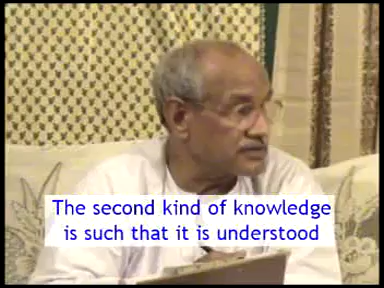 The second kind of knowledge
is such that it is understood